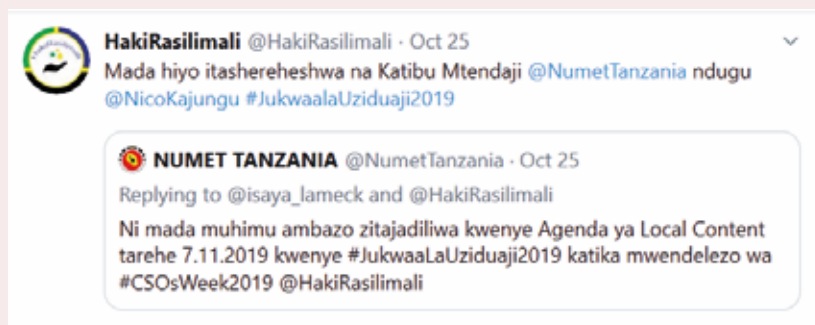 HakiRasilimali @HakiRasilimali · Oct 25
Mada hiyo itashereheshwa na Katibu Mtendaji @NumetTanzania ndugu
@NicoKajungu #JukwaalaUziduaji2019
NUMET TANZANIA @NumetTanzania · Oct 25
Replying to @isaya_lameck and @HakiRasilimali
Ni mada muhimu ambazo zitajadiliwa kwenye Agenda ya Local Content
tarehe 7.11.2019 kwenye #JukwaaLaUziduaji2019 katika mwendelezo wa
#CSOsWeek2019 @HakiRasilimali